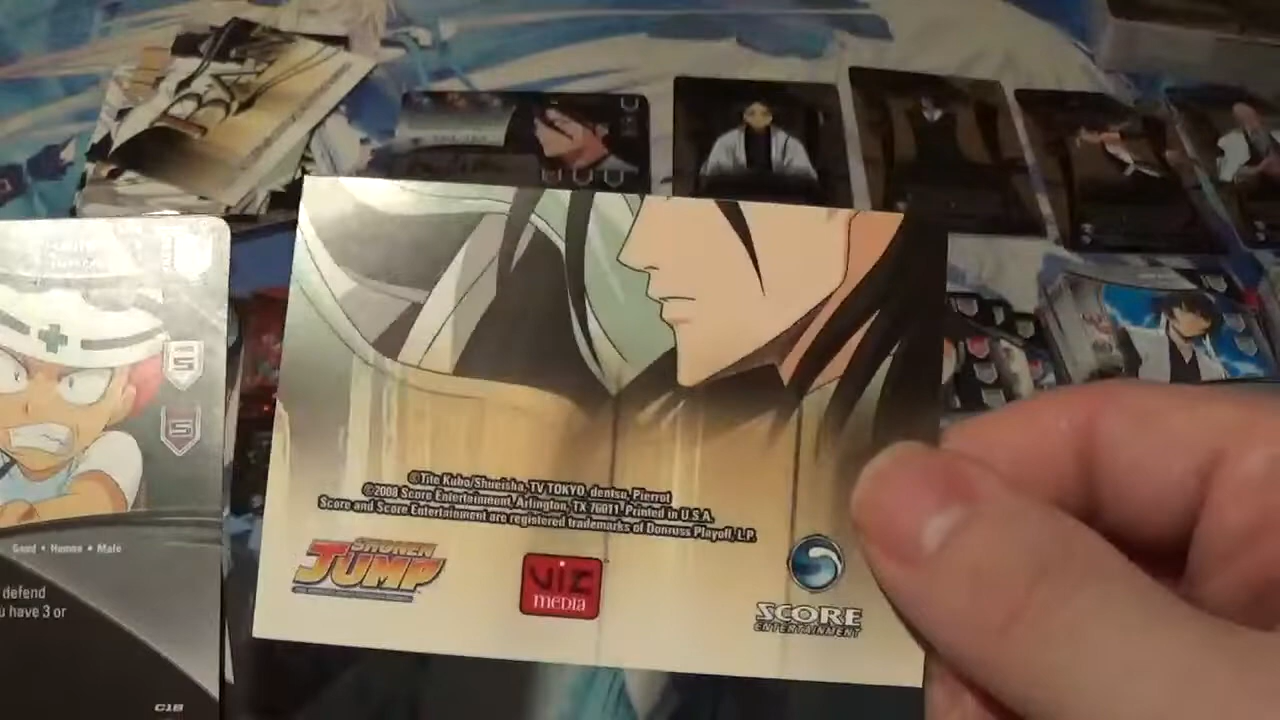 ©Tite Kubo/Shueisha, TV TOKYO, dentsu, Pierrot
©2008 Score Entertainment, Arlington, TX 76011. Printed in U.S.A.
Score and Score Entertainment are registered trademarks of Donruss Playoff, L.P.
SHONEN
JUMP
VIZ
media
SCORE
ENTERTAINMENT
S
S
Good • Human • Male
defend
u have 3 or
C18